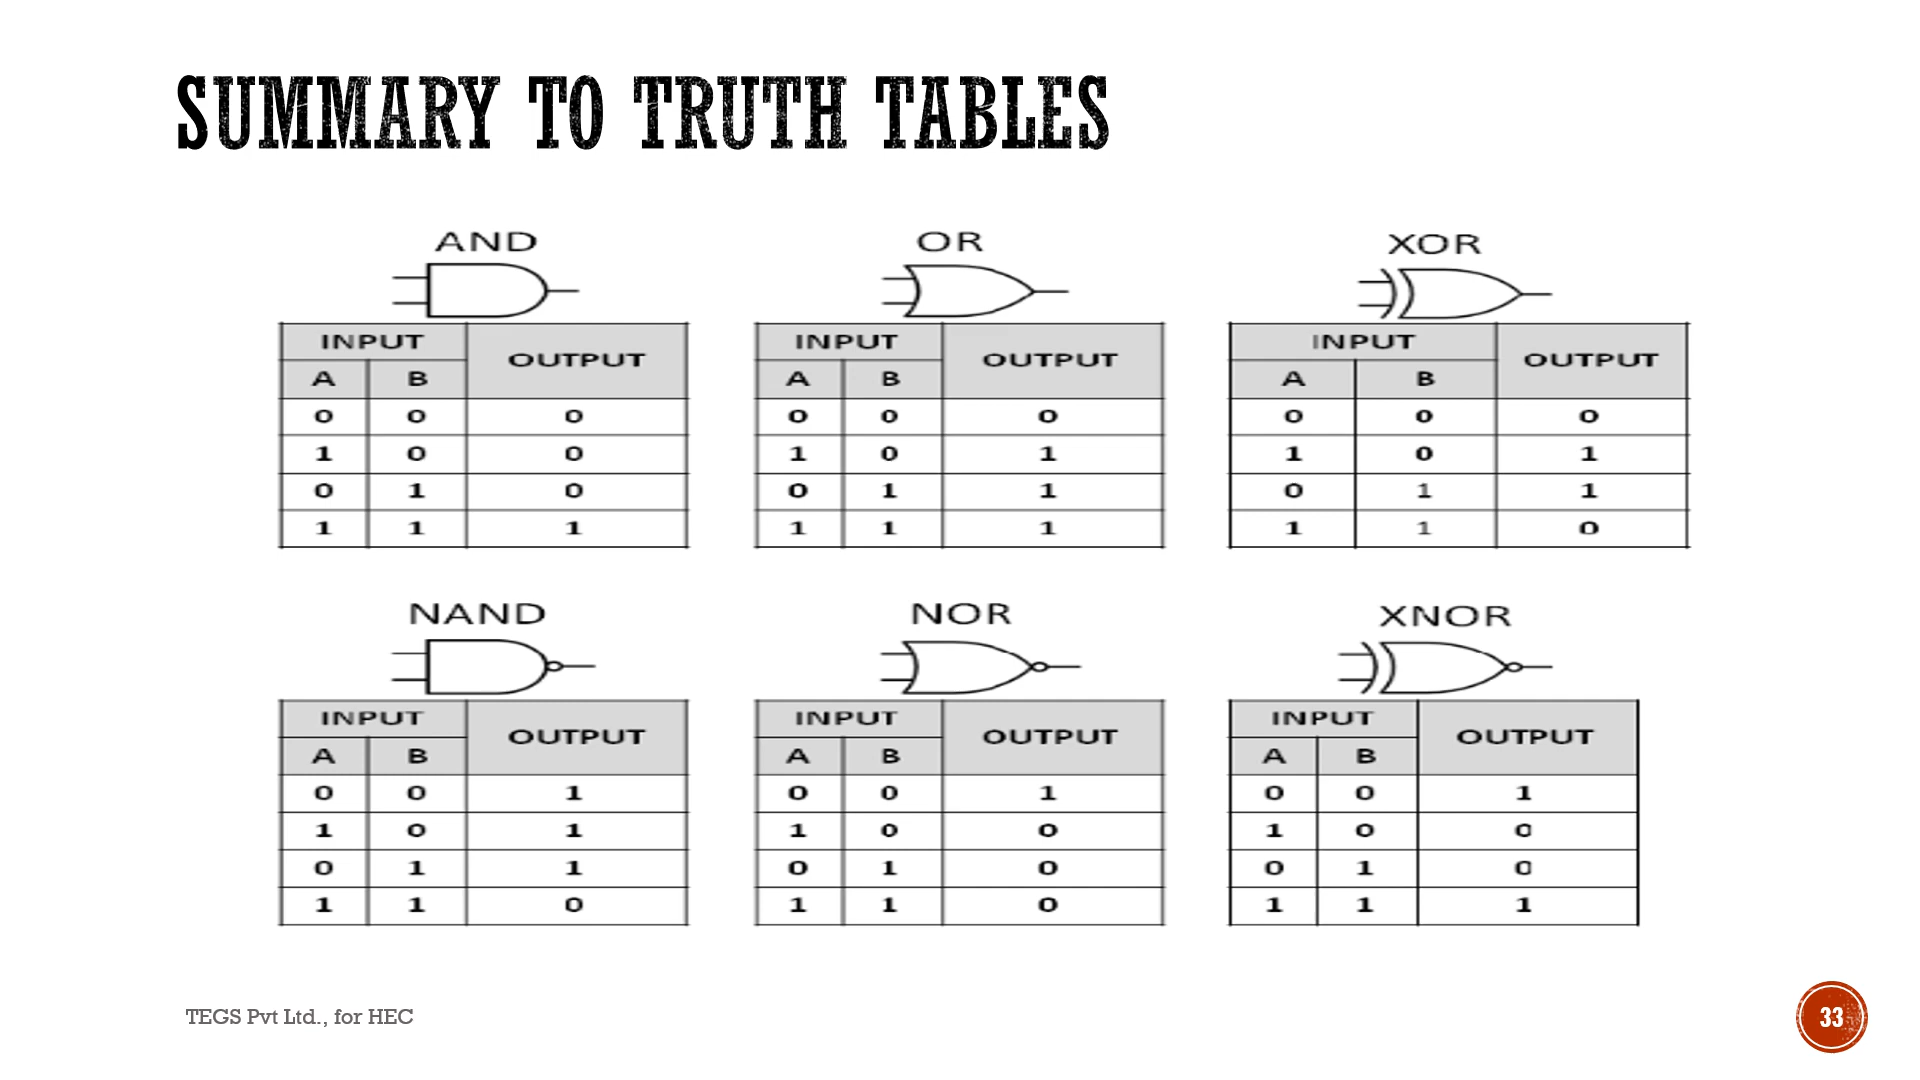 SUMMARY TO TRUTH TABLES
AND
INPUT OUTPUT
A B
0 0 0
1 0 0
0 1 0
1 1 1
OR
INPUT OUTPUT
A B
0 0 0
1 0 1
0 1 1
1 1 1
XOR
INPUT OUTPUT
A B
0 0 0
1 0 1
0 1 1
1 1 0
NAND
INPUT OUTPUT
A B
0 0 1
1 0 1
0 1 1
1 1 0
NOR
INPUT OUTPUT
A B
0 0 1
1 0 0
0 1 0
1 1 0
XNOR
INPUT OUTPUT
A B
0 0 1
1 0 0
0 1 0
1 1 1
TEGS Pvt Ltd., for HEC
33